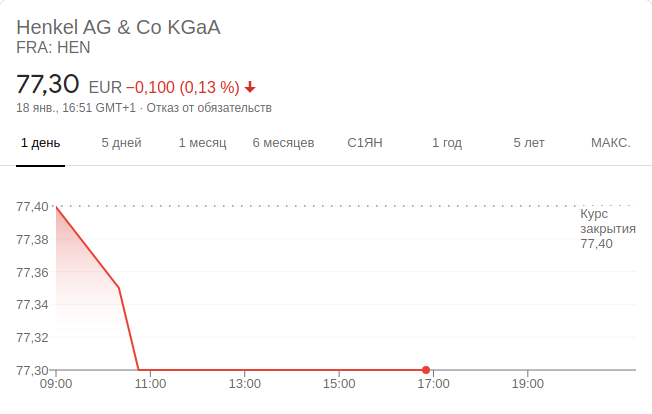 Henkel AG & Co KGaA
FRA: HEN
77,30 EUR −0,100 (0,13 %) ↓
18 янв., 16:51 GMT+1 · Отказ от обязательств
1 день 5 дней 1 месяц 6 месяцев С1ЯН 1 год 5 лет МАКС.
77,40
77,38
77,36
77,34
77,32
77,30
Курс
закрытия
77,40
09:00 11:00 13:00 15:00 17:00 19:00